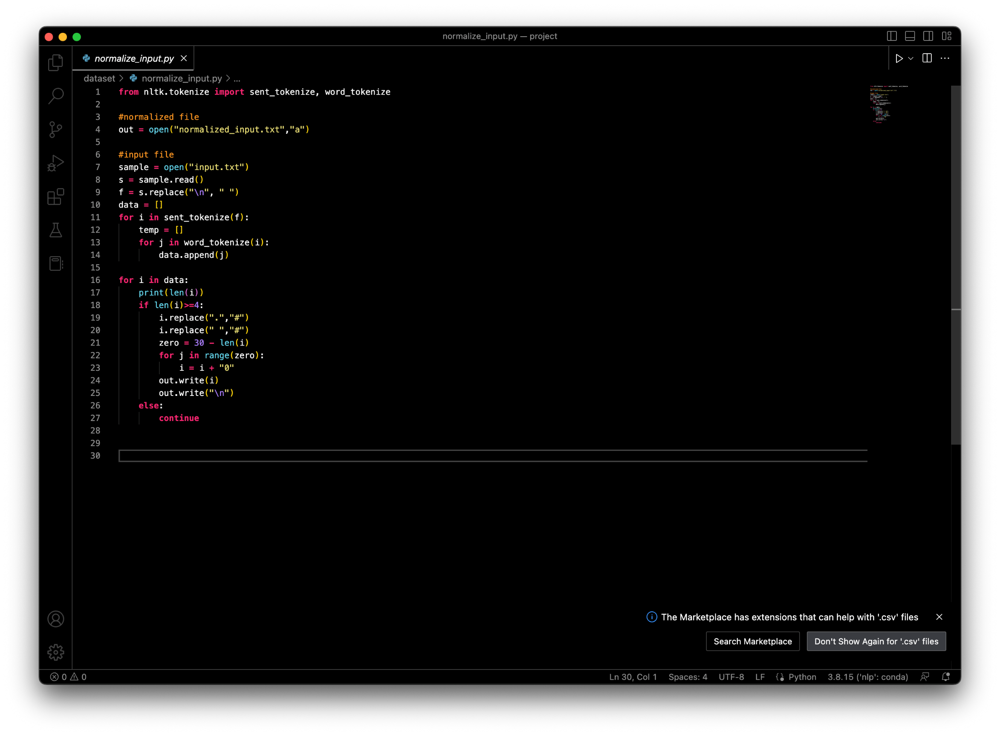 normalize_input.py — project
normalize_input.py
dataset > normalize_input.py > ...
1 from nltk.tokenize import sent_tokenize, word_tokenize
2
3 #normalized file
4 out = open("normalized_input.txt","a")
5
6 #input file
7 sample = open("input.txt")
8 s = sample.read()
9 f = s.replace("\n", " ")
10 data = []
11 for i in sent_tokenize(f):
12     temp = []
13     for j in word_tokenize(i):
14         data.append(j)
15
16 for i in data:
17     print(len(i))
18     if len(i)>=4:
19         i.replace(".","#")
20         i.replace(" ","#")
21         zero = 30 - len(i)
22         for j in range(zero):
23             i = i + "0"
24         out.write(i)
25         out.write("\n")
26     else:
27         continue
28
29
30
The Marketplace has extensions that can help with '.csv' files
Search Marketplace Don't Show Again for '.csv' files
0 0 Ln 30, Col 1 Spaces: 4 UTF-8 LF Python 3.8.15 ('nlp': conda)